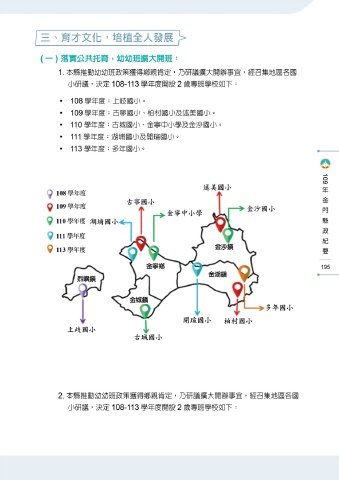 三、育才文化，培植全人發展
(一) 落實公共托育、幼幼班擴大開班：
1. 本縣推動幼幼班政策獲得鄉親肯定，乃研議擴大開辦事宜，經召集地區各國
小研議，決定 108-113 學年度開設 2 歲專班學校如下：
• 108 學年度：上岐國小。
• 109 學年度：古寧國小、柏村國小及述美國小。
• 110 學年度：古城國小、金寧中小學及金沙國小。
• 111 學年度：湖埔國小及開瑄國小。
• 113 學年度：多年國小。
108 學年度
109 學年度
110 學年度
111 學年度
113 學年度
述美國小
古寧國小
金沙國小
金寧中小學
湖埔國小
金沙鎮
金寧鄉
金湖鎮
烈嶼鄉
金城鎮
多年國小
開瑄國小
柏村國小
上岐國小
古城國小
109年金門縣政紀要
195
2. 本縣推動幼幼班政策獲得鄉親肯定，乃研議擴大開辦事宜，經召集地區各國
小研議，決定 108-113 學年度開設 2 歲專班學校如下：